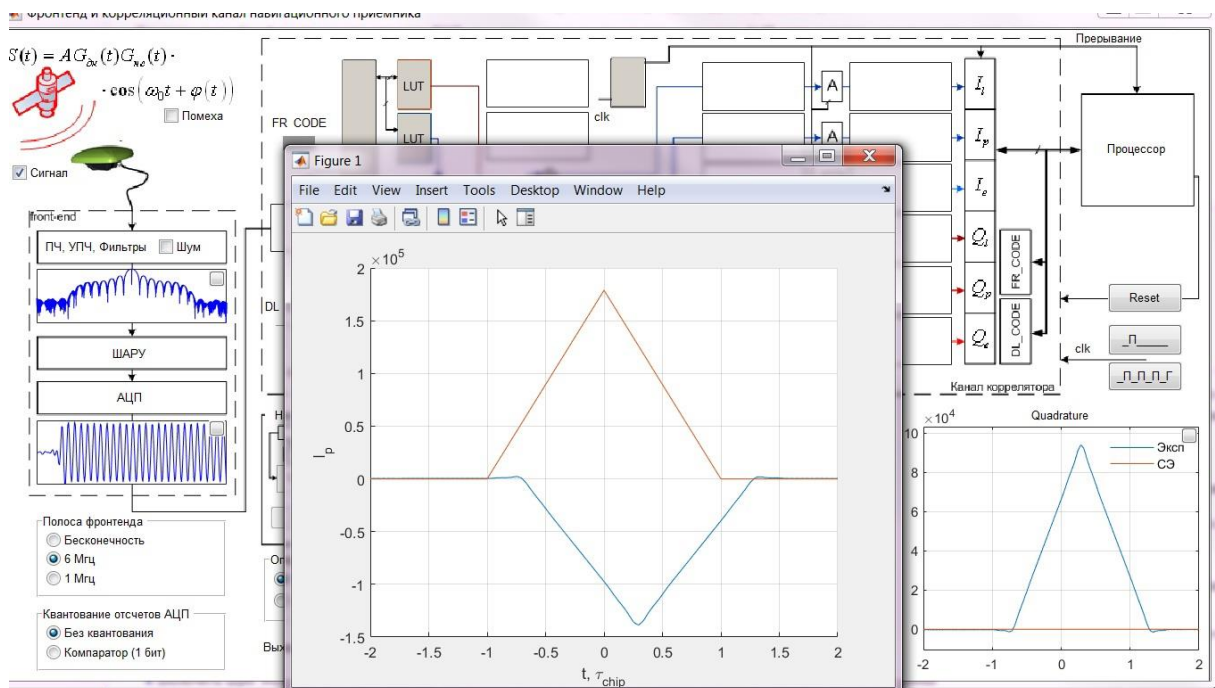 Фронтенд и корреляционный канал навигационного приемника
S(t) = AG_дк(t)G_нс(t) ·
· cos(ω₀t + φ(t))
Помеха
Сигнал
front-end
ПЧ, УПЧ, Фильтры
Шум
ШАРУ
АЦП
Полоса фронтенда
Бесконечность
6 Мгц
1 Мгц
Квантование отсчетов АЦП
Без квантования
Компаратор (1 бит)
FR CODE
LUT
LUT
clk
A
A
I_l
I_p
I_e
Q_l
Q_p
Q_e
FR_CODE
DL_CODE
Прерывание
Процессор
Reset
_П_____
clk
_П_П_П_Г
Канал коррелятора
DL
Figure 1
File Edit View Insert Tools Desktop Window Help
×10⁵
2
1.5
1
0.5
0
-0.5
-1
-1.5
I_p
-2 -1.5 -1 -0.5 0 0.5 1 1.5 2
t, τ_chip
Quadrature
×10⁴
10
8
6
4
2
0
-2 -1 0 1 2
Эксп
СЭ